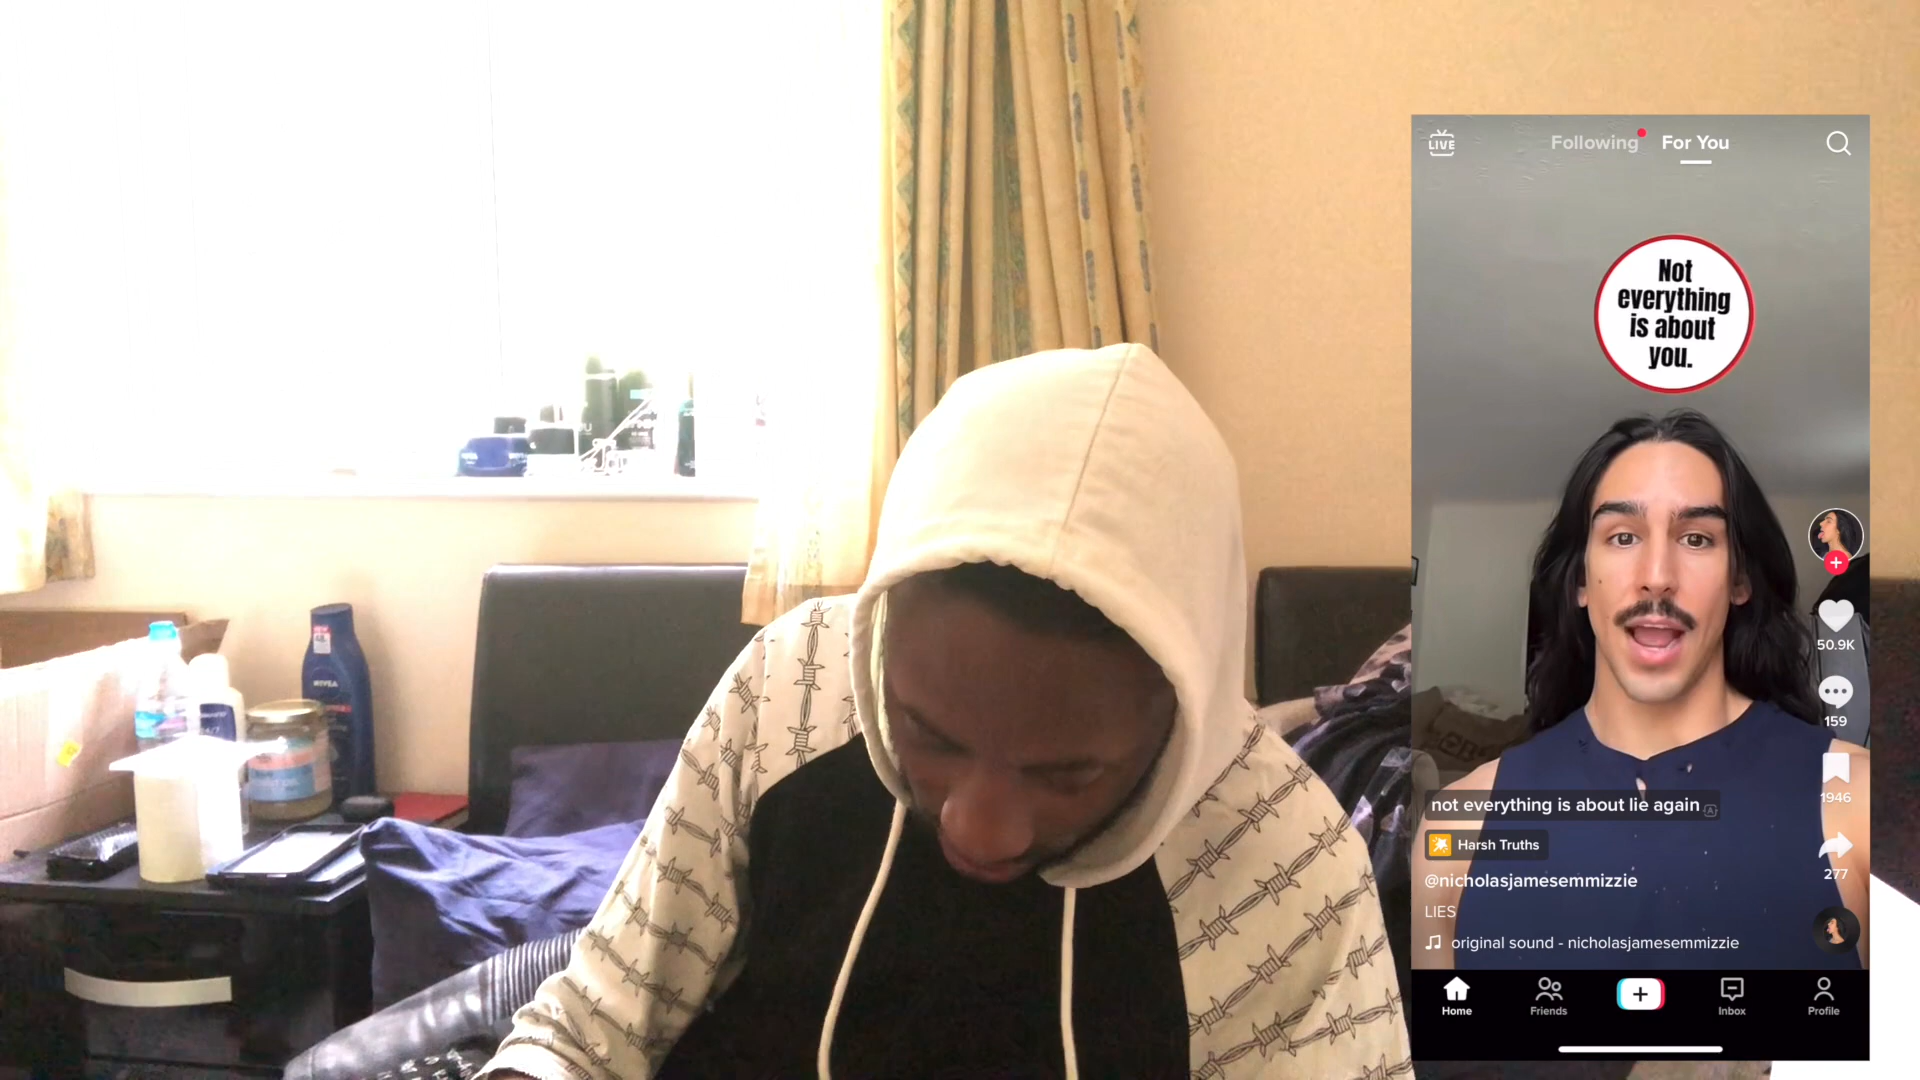 NIVEA
LIVE
Following
For You
Not
everything
is about
you.
50.9K
159
1946
277
not everything is about lie again
Harsh Truths
@nicholasjamesemmizzie
LIES
original sound - nicholasjamesemmizzie
Home
Friends
Inbox
Profile